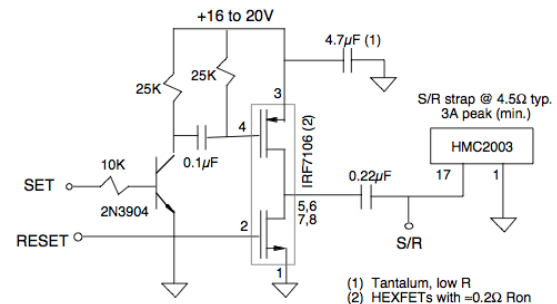 +16 to 20V
4.7µF (1)
25K
25K
3
S/R strap @ 4.5Ω typ.
3A peak (min.)
4
IRF7106 (2)
HMC2003
0.1µF
10K
0.22µF
17
1
SET
2N3904
5,6
7,8
RESET
2
S/R
1
(1) Tantalum, low R
(2) HEXFETs with ≈0.2Ω Ron